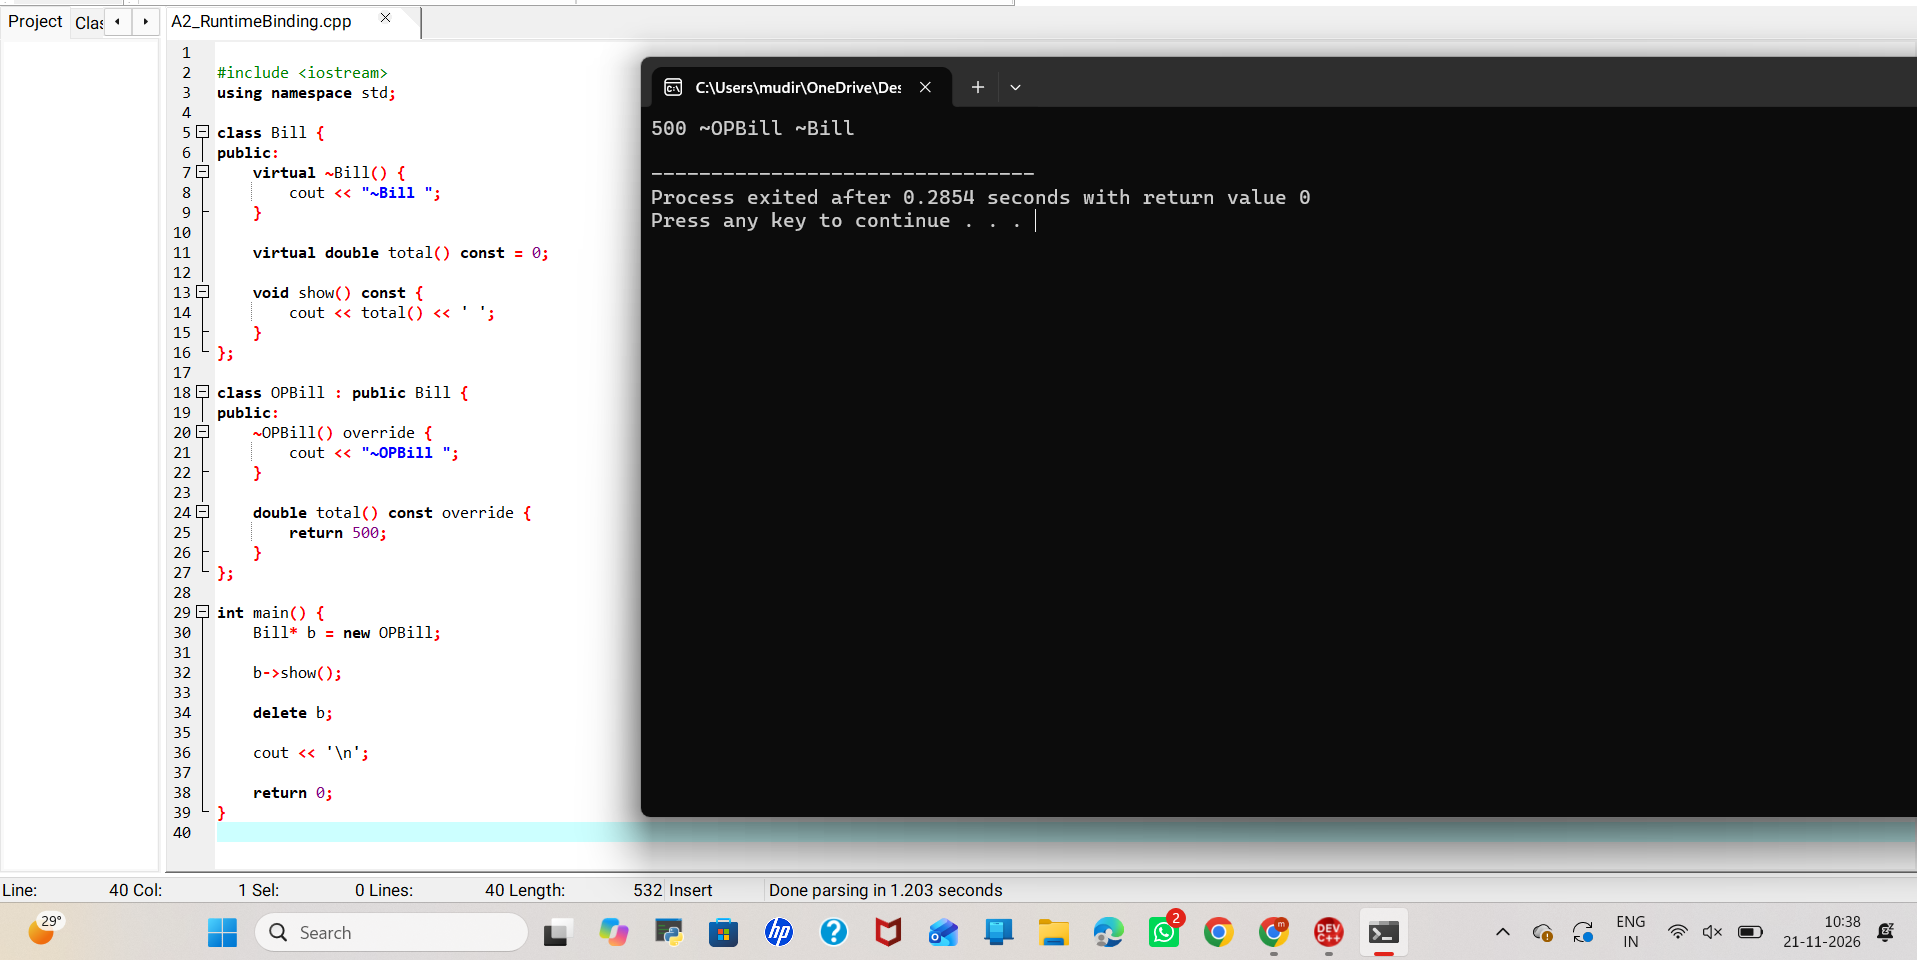 Project Clas A2_RuntimeBinding.cpp
1
2 #include <iostream>
3 using namespace std;
4
5 class Bill {
6 public:
7     virtual ~Bill() {
8         cout << "~Bill ";
9     }
10
11     virtual double total() const = 0;
12
13     void show() const {
14         cout << total() << ' ';
15     }
16 };
17
18 class OPBill : public Bill {
19 public:
20     ~OPBill() override {
21         cout << "~OPBill ";
22     }
23
24     double total() const override {
25         return 500;
26     }
27 };
28
29 int main() {
30     Bill* b = new OPBill;
31
32     b->show();
33
34     delete b;
35
36     cout << '\n';
37
38     return 0;
39 }
40
C:\Users\mudir\OneDrive\Des
500 ~OPBill ~Bill
--------------------------------
Process exited after 0.2854 seconds with return value 0
Press any key to continue . . .
Line: 40 Col: 1 Sel: 0 Lines: 40 Length: 532 Insert Done parsing in 1.203 seconds
29°
Search
hp
2
m
DEV
C++
ENG
IN
10:38
21-11-2026